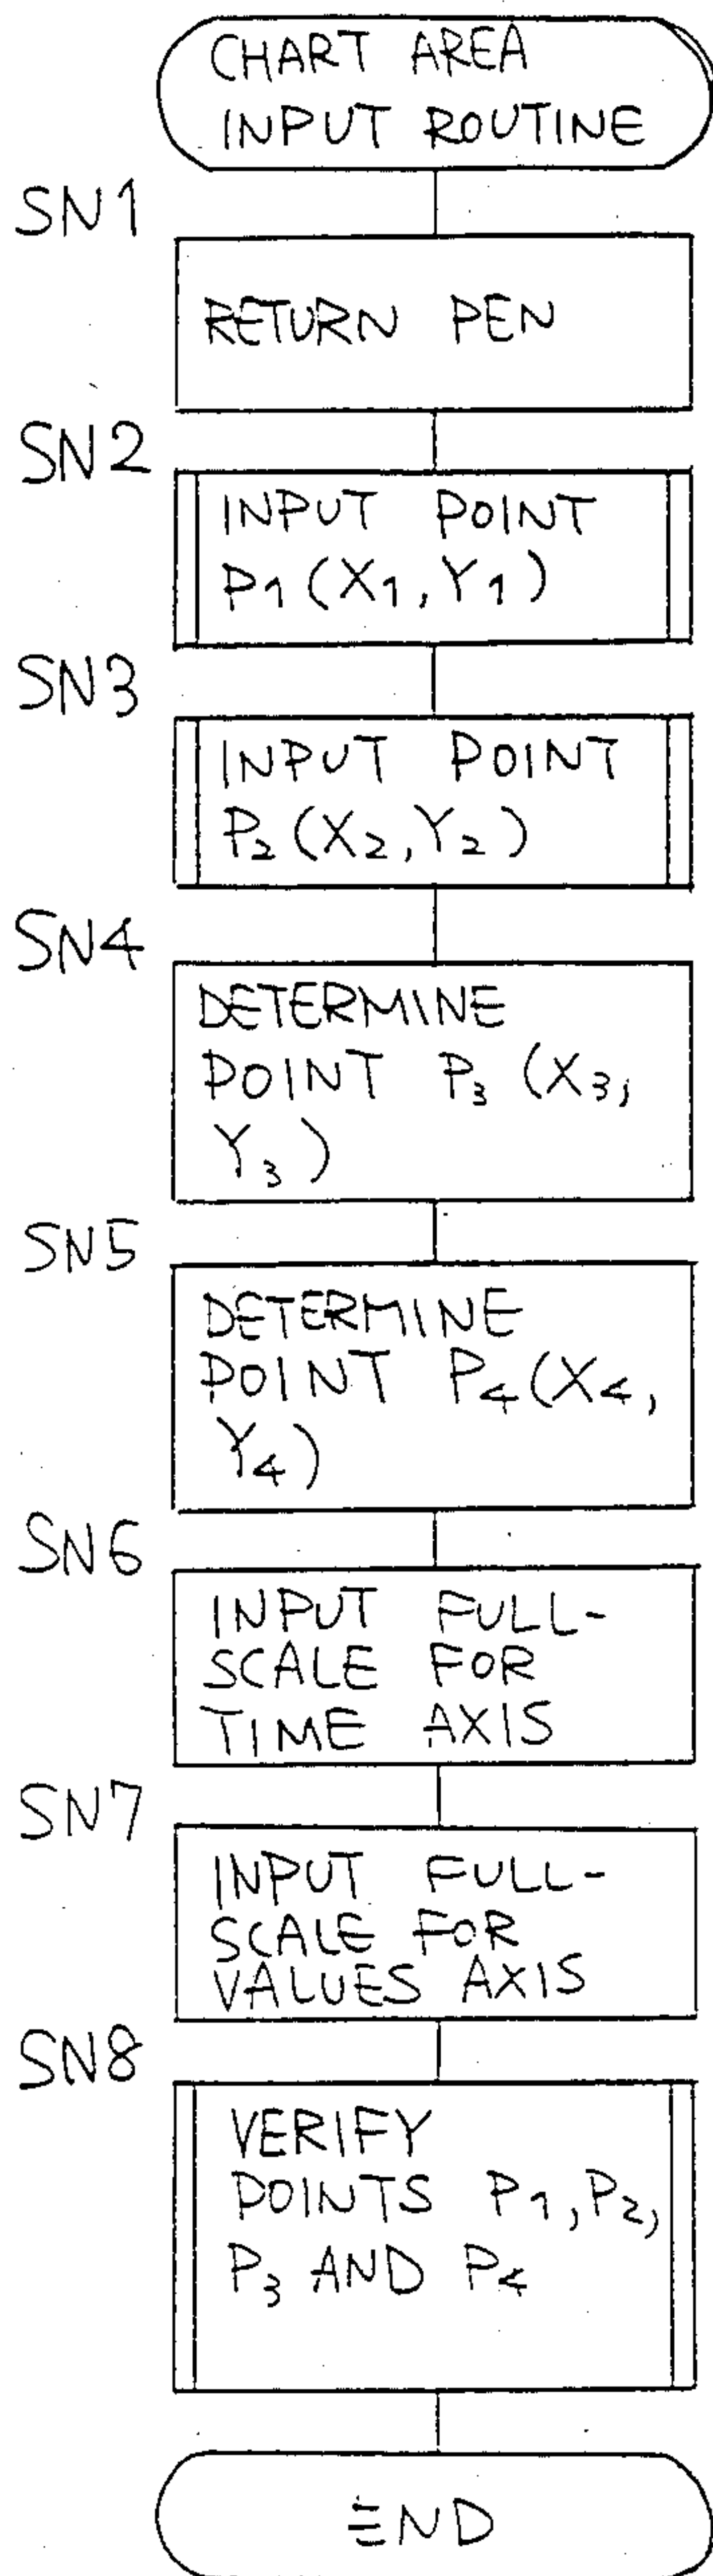 CHART AREA
INPUT ROUTINE
SN1
RETURN PEN
SN2
INPUT POINT
P1(X1,Y1)
SN3
INPUT POINT
P2(X2,Y2)
SN4
DETERMINE
POINT P3(X3,
Y3)
SN5
DETERMINE
POINT P4(X4,
Y4)
SN6
INPUT FULL-
SCALE FOR
TIME AXIS
SN7
INPUT FULL-
SCALE FOR
VALUES AXIS
SN8
VERIFY
POINTS P1,P2,
P3 AND P4
END